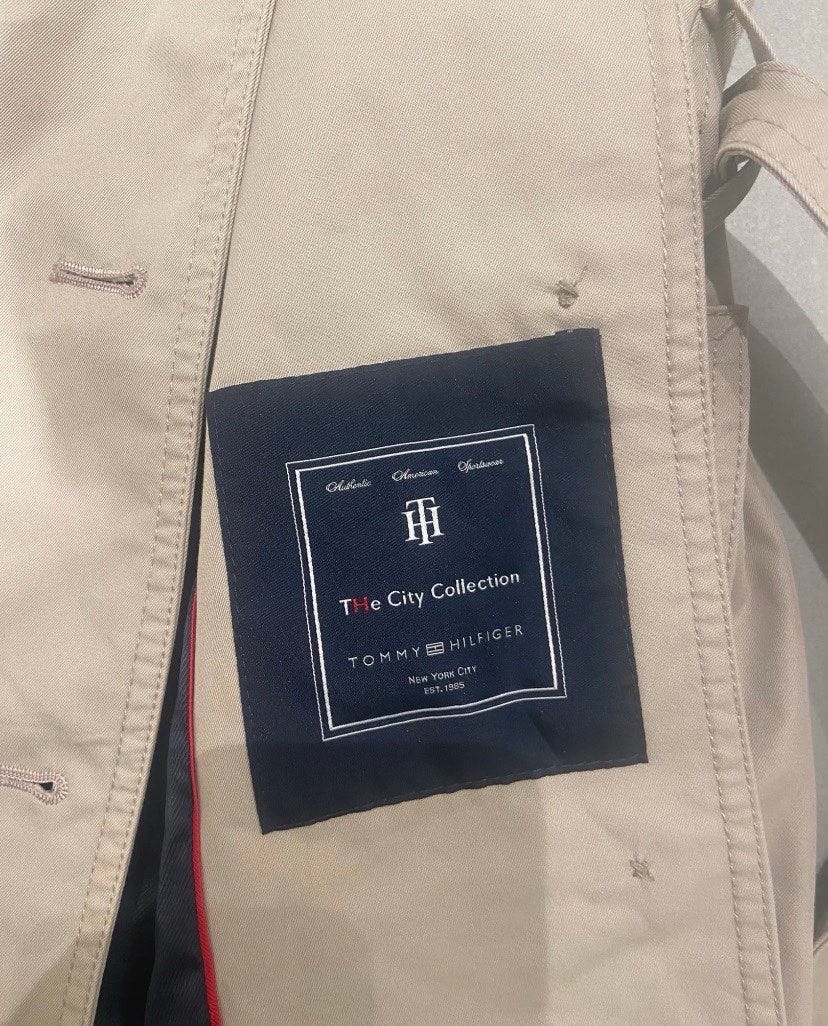 Authentic American Sportswear
TH
THe City Collection
TOMMY HILFIGER
NEW YORK CITY
EST. 1985